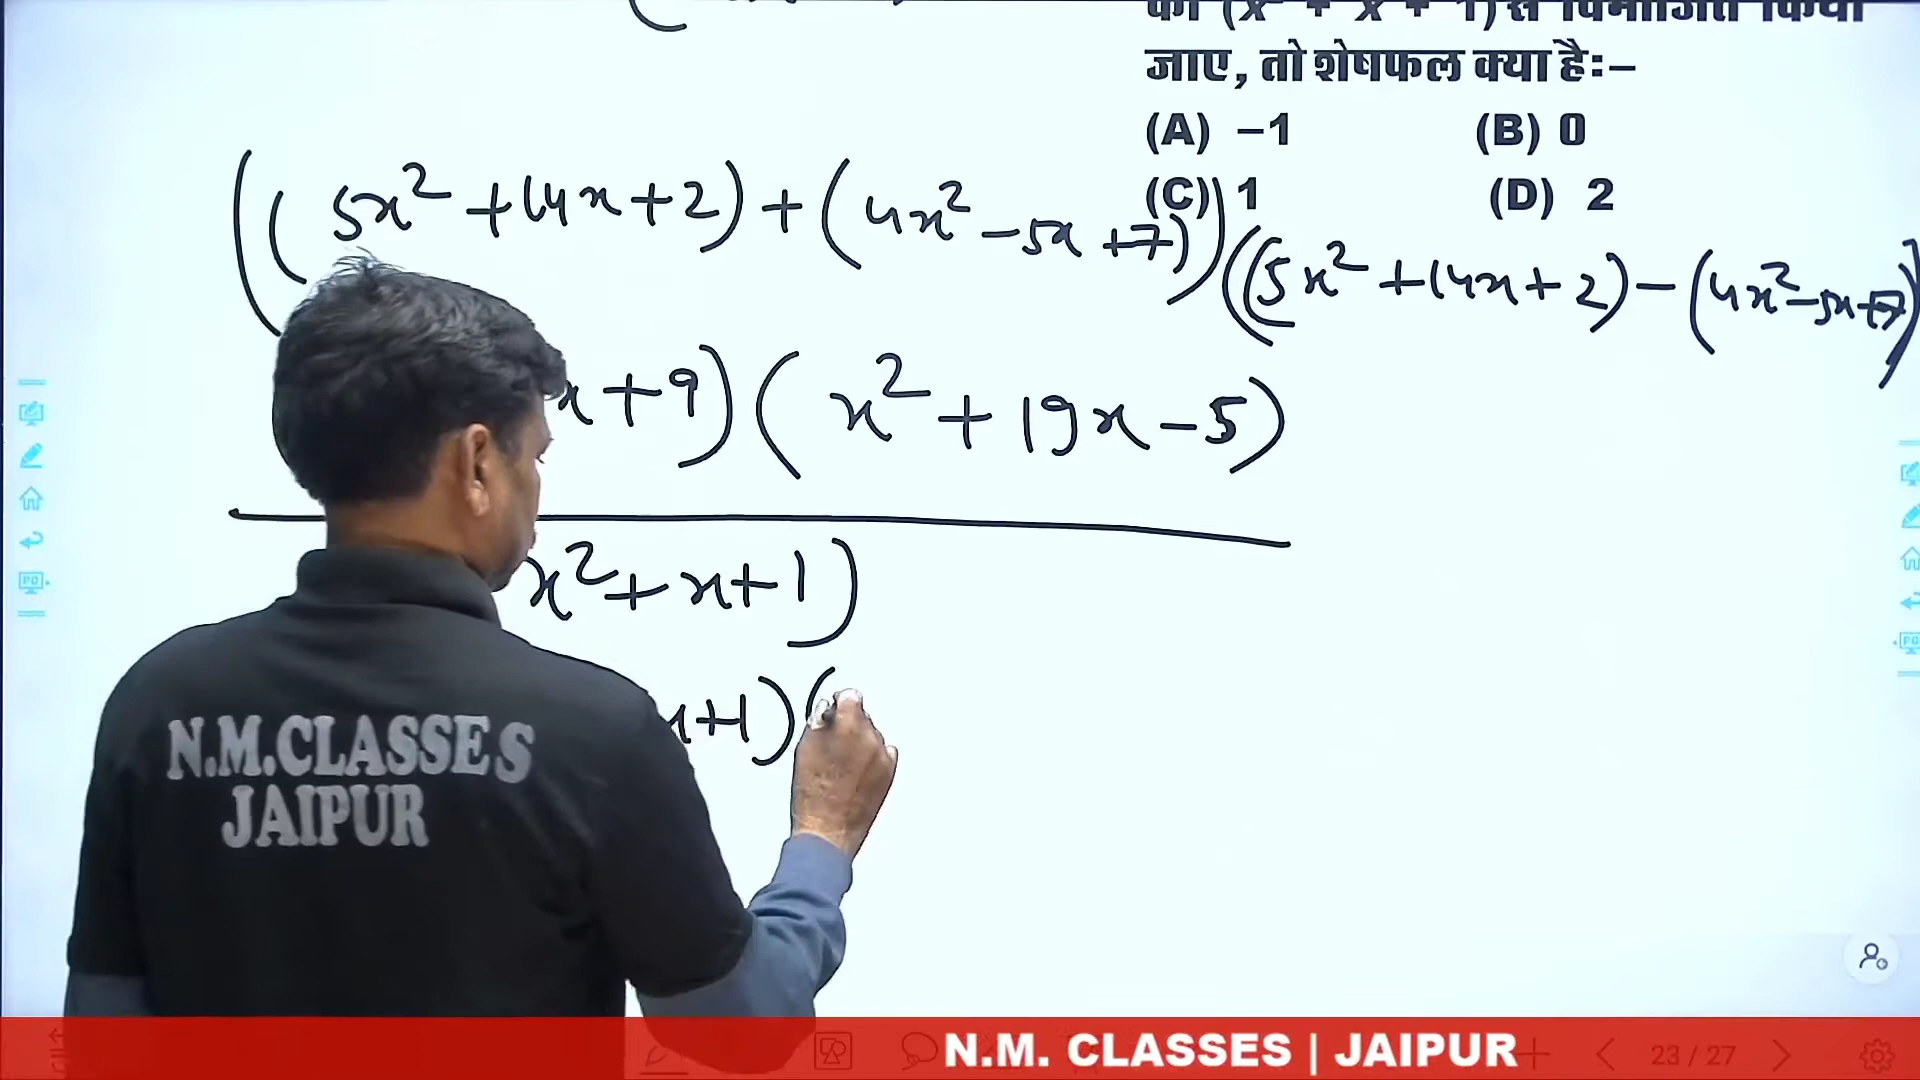 जाए, तो शेषफल क्या है:–
(A) –1 (B) 0
(C) 1 (D) 2
((5x² + 14x + 2) + (4x² – 5x + 7)) ((5x² + 14x + 2) – (4x² – 5x + 7))
x + 9) (x² + 19x – 5)
x² + x + 1)
x + 1) (
N.M.CLASSES
JAIPUR
N.M. CLASSES | JAIPUR
23 / 27